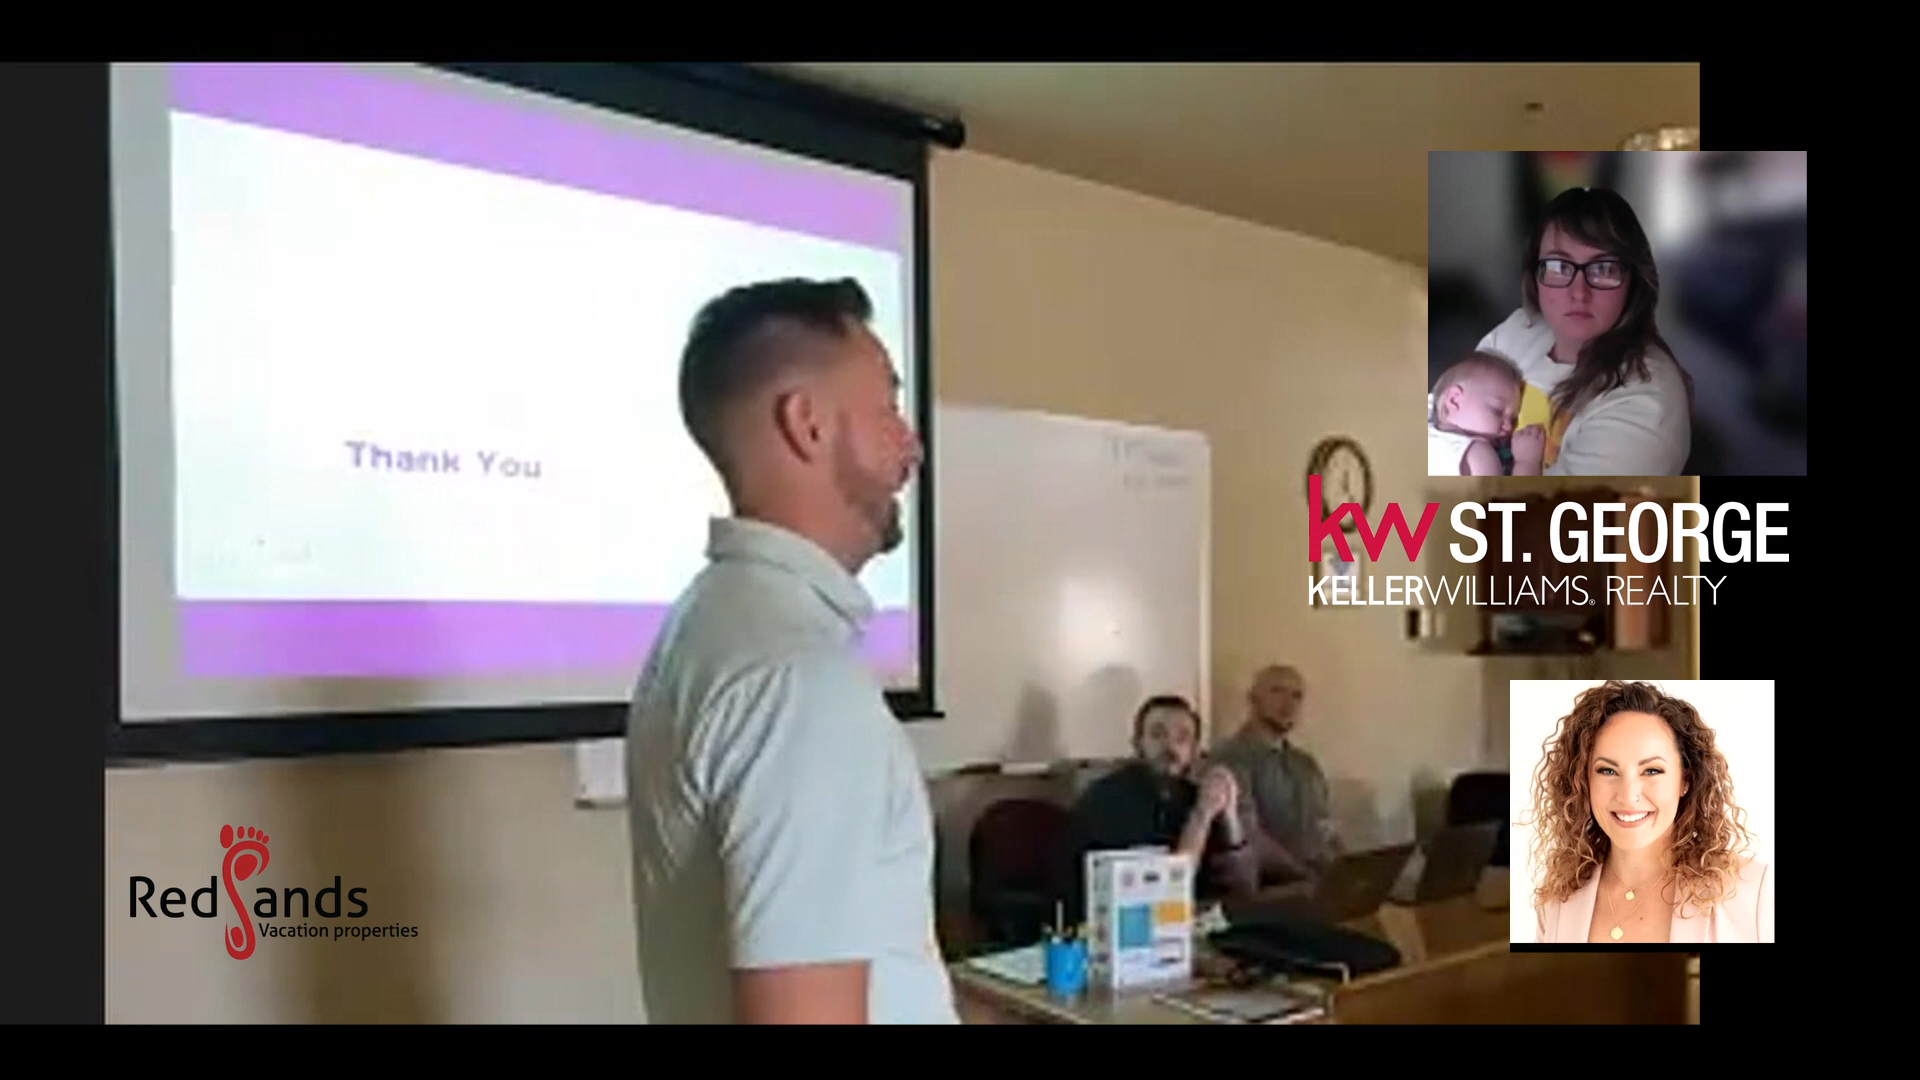 Thank You
kw ST. GEORGE
KELLERWILLIAMS. REALTY
RedSands
Vacation properties